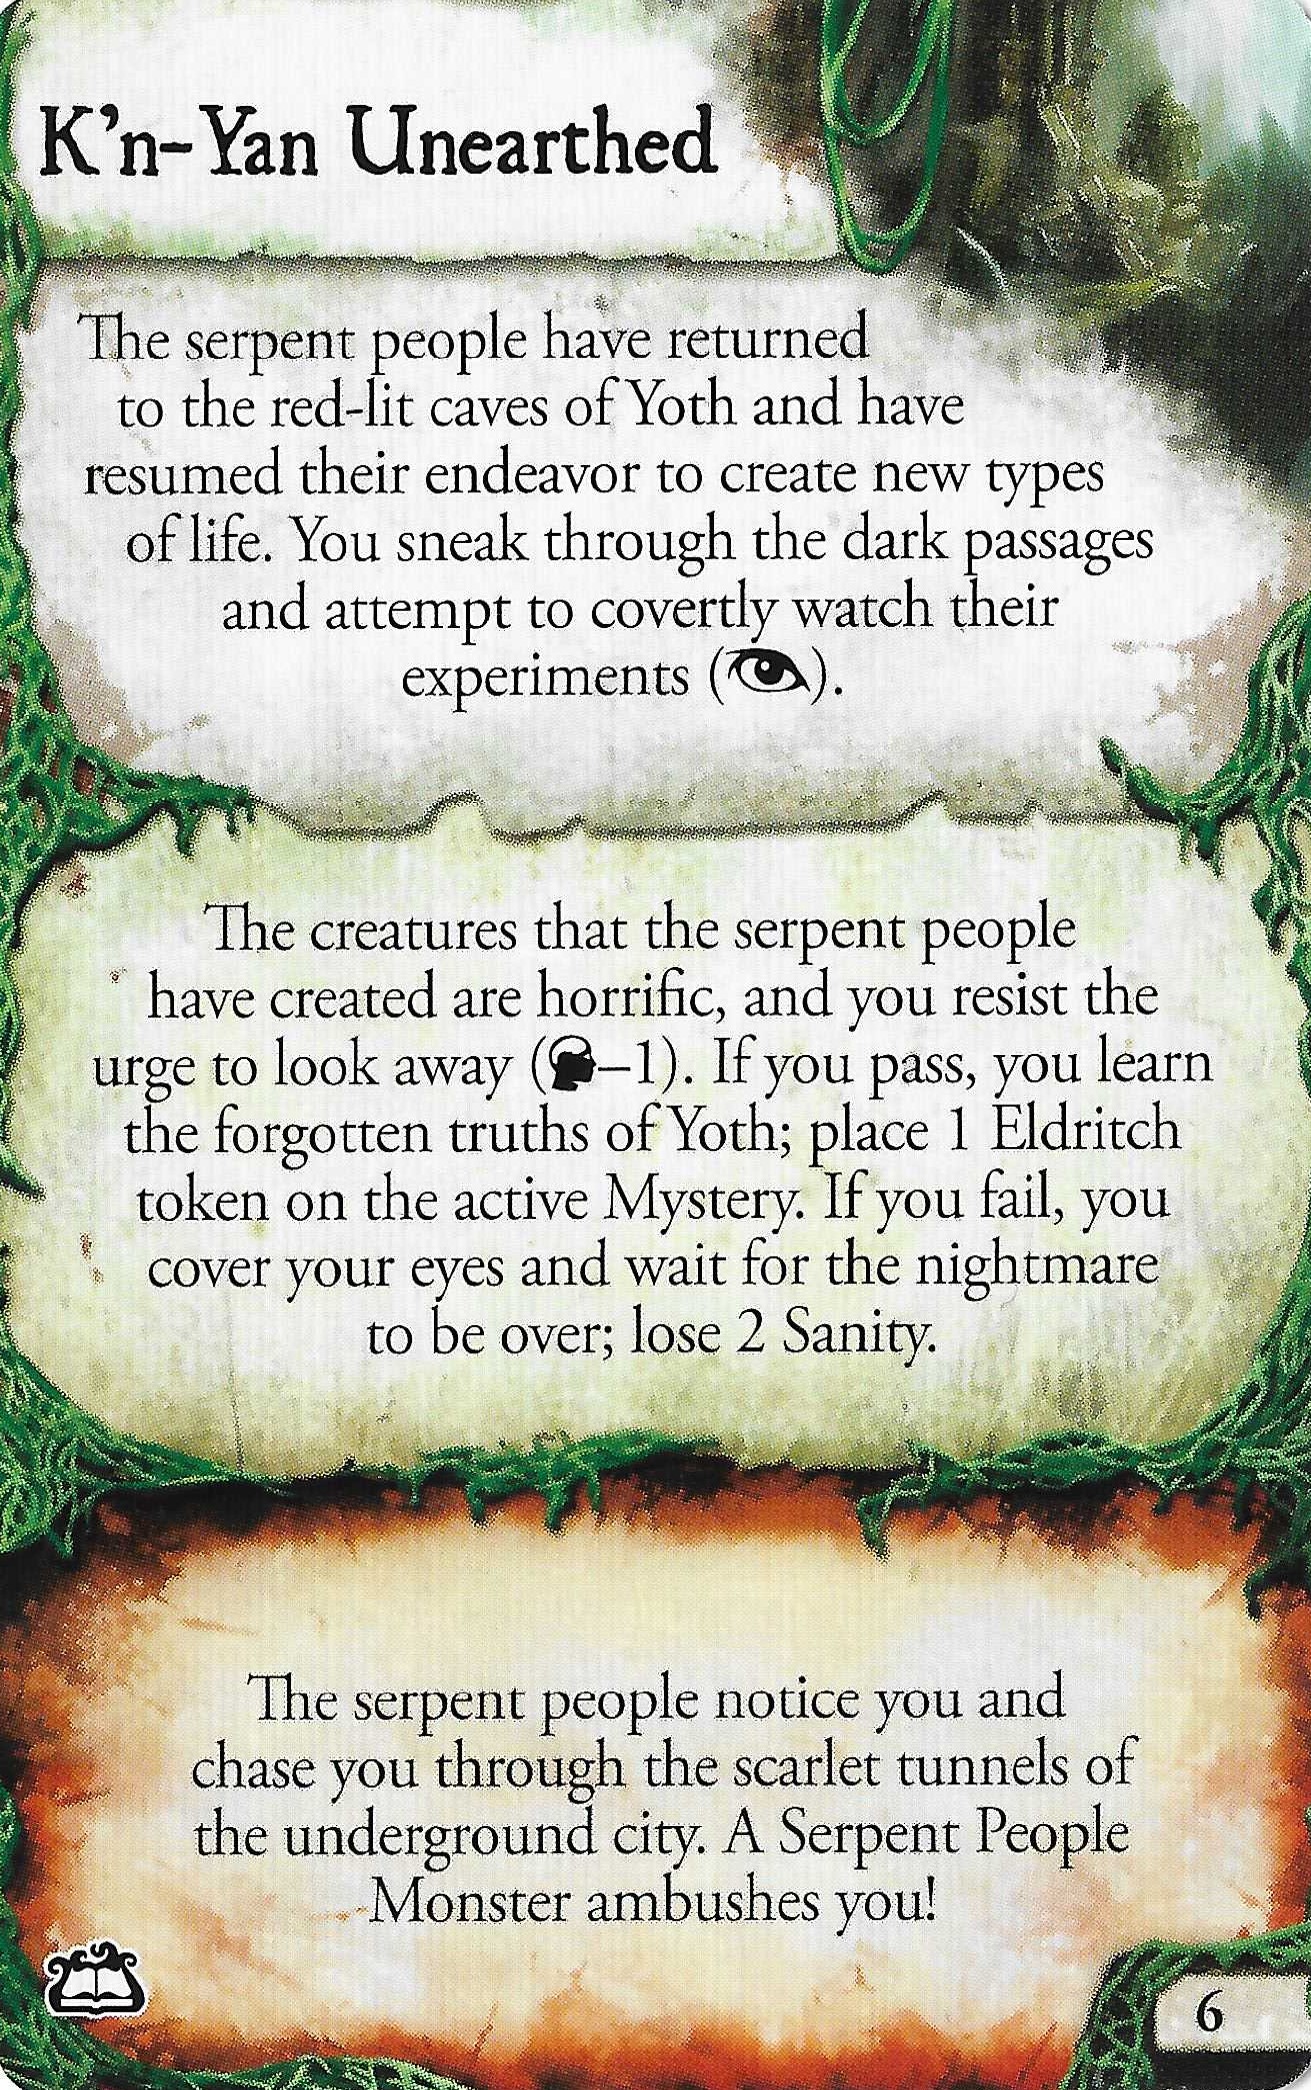 K'n-Yan Unearthed
The serpent people have returned
to the red-lit caves of Yoth and have
resumed their endeavor to create new types
of life. You sneak through the dark passages
and attempt to covertly watch their
experiments ( ).
The creatures that the serpent people
have created are horrific, and you resist the
urge to look away ( –1). If you pass, you learn
the forgotten truths of Yoth; place 1 Eldritch
token on the active Mystery. If you fail, you
cover your eyes and wait for the nightmare
to be over; lose 2 Sanity.
The serpent people notice you and
chase you through the scarlet tunnels of
the underground city. A Serpent People
Monster ambushes you!
6